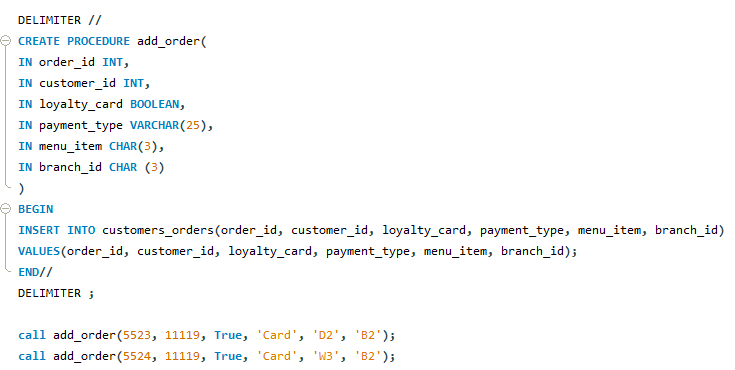 DELIMITER //
CREATE PROCEDURE add_order(
IN order_id INT,
IN customer_id INT,
IN loyalty_card BOOLEAN,
IN payment_type VARCHAR(25),
IN menu_item CHAR(3),
IN branch_id CHAR (3)
)
BEGIN
INSERT INTO customers_orders(order_id, customer_id, loyalty_card, payment_type, menu_item, branch_id)
VALUES(order_id, customer_id, loyalty_card, payment_type, menu_item, branch_id);
END//
DELIMITER ;
call add_order(5523, 11119, True, 'Card', 'D2', 'B2');
call add_order(5524, 11119, True, 'Card', 'W3', 'B2');